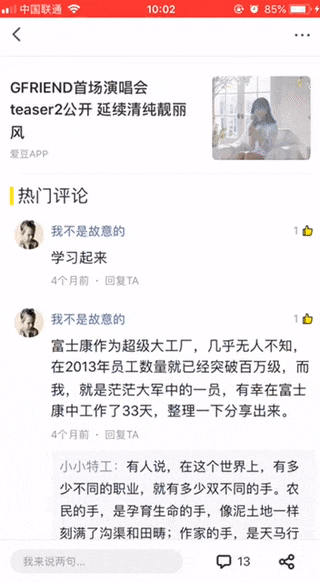 中国联通 10:02 85%
GFRIEND首场演唱会
teaser2公开 延续清纯靓丽
风
爱豆APP
热门评论
我不是故意的 1
学习起来
4个月前 · 回复TA
我不是故意的 1
富士康作为超级大工厂，几乎无人不知，
在2013年员工数量就已经突破百万级，而
我，就是茫茫大军中的一员，有幸在富士
康中工作了33天，整理一下分享出来。
4个月前 · 回复TA
小小特工：有人说，在这个世界上，有多
少不同的职业，就有多少双不同的手。农
民的手，是孕育生命的手，像泥土地一样
刻满了沟渠和田畴；作家的手，是天马行
我来说两句... 13